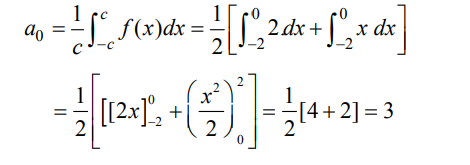 a₀ = \frac{1}{c} \int_{-c}^{c} f(x)dx = \frac{1}{2} \left[ \int_{-2}^{0} 2 dx + \int_{-2}^{0} x dx \right]
= \frac{1}{2} \left[ [[2x]_{-2}^{0} + \left( \frac{x^2}{2} \right)_{0}^{2} \right] = \frac{1}{2} [4 + 2] = 3